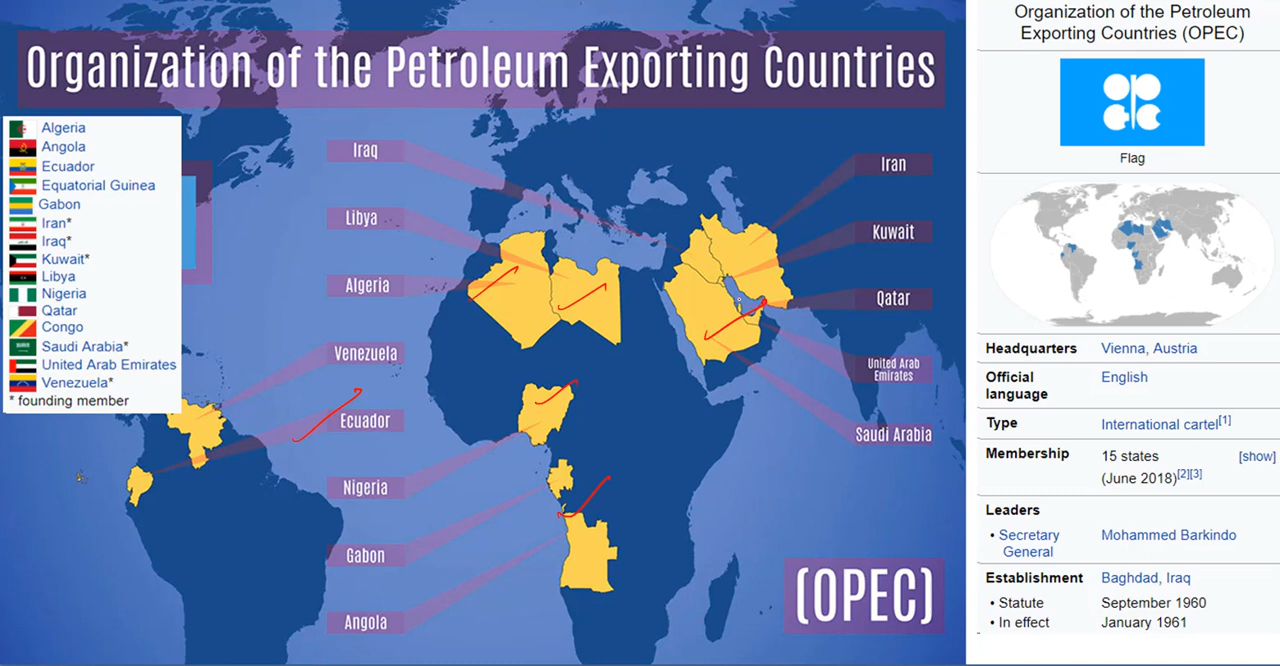 Organization of the Petroleum Exporting Countries
Algeria
Angola
Ecuador
Equatorial Guinea
Gabon
Iran*
Iraq*
Kuwait*
Libya
Nigeria
Qatar
Congo
Saudi Arabia*
United Arab Emirates
Venezuela*
* founding member
Iraq
Libya
Algeria
Venezuela
Ecuador
Nigeria
Gabon
Angola
Iran
Kuwait
Qatar
United Arab
Emirates
Saudi Arabia
(OPEC)
Organization of the Petroleum
Exporting Countries (OPEC)
Flag
Headquarters Vienna, Austria
Official English
language
Type International cartel[1]
Membership 15 states [show]
(June 2018)[2][3]
Leaders
• Secretary Mohammed Barkindo
General
Establishment Baghdad, Iraq
• Statute September 1960
• In effect January 1961